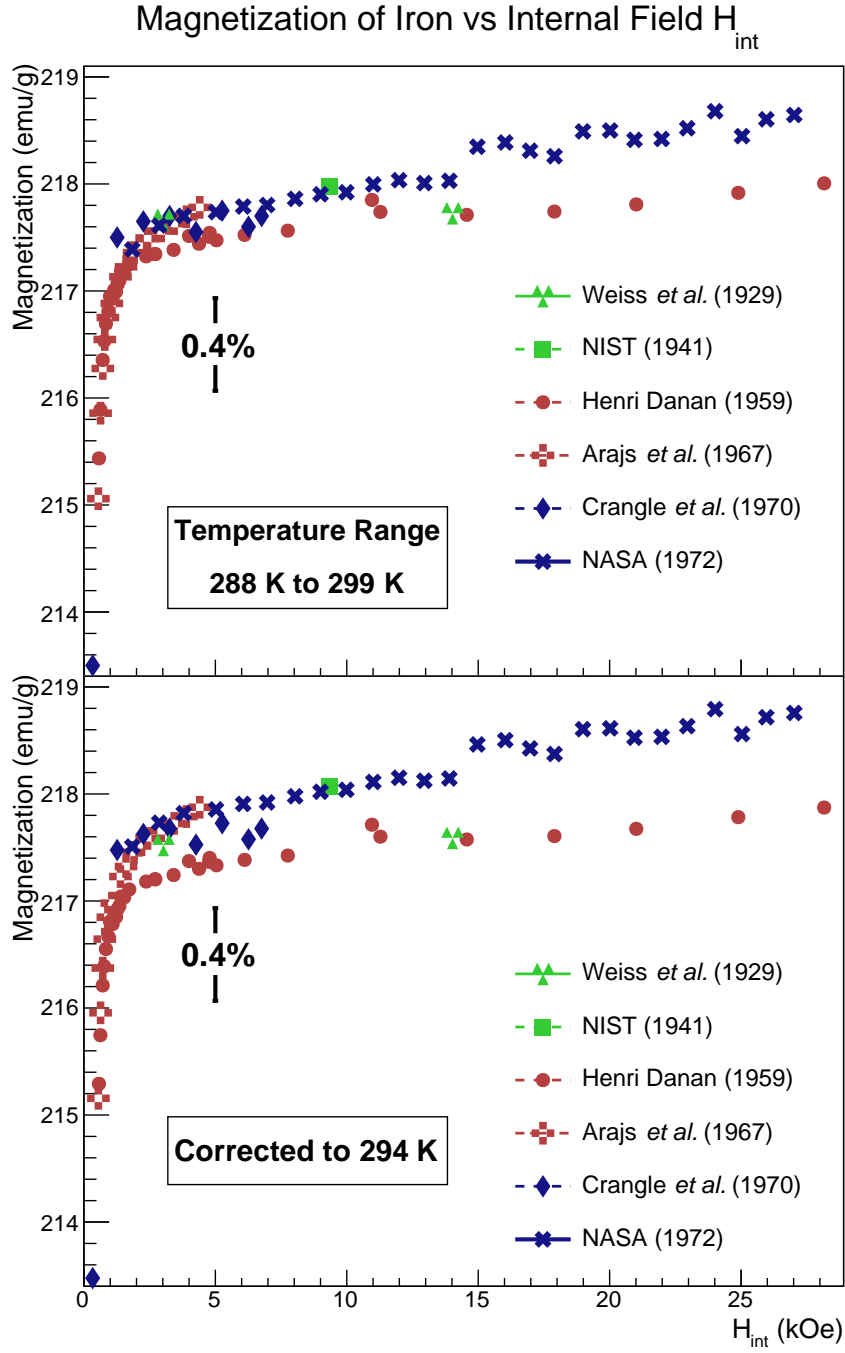 Magnetization of Iron vs Internal Field H_int
Magnetization (emu/g)
219
218
217
216
215
214
0.4%
Weiss et al. (1929)
NIST (1941)
Henri Danan (1959)
Arajs et al. (1967)
Crangle et al. (1970)
NASA (1972)
Temperature Range
288 K to 299 K
Magnetization (emu/g)
219
218
217
216
215
214
0.4%
Weiss et al. (1929)
NIST (1941)
Henri Danan (1959)
Arajs et al. (1967)
Crangle et al. (1970)
NASA (1972)
Corrected to 294 K
0 5 10 15 20 25
H_int (kOe)